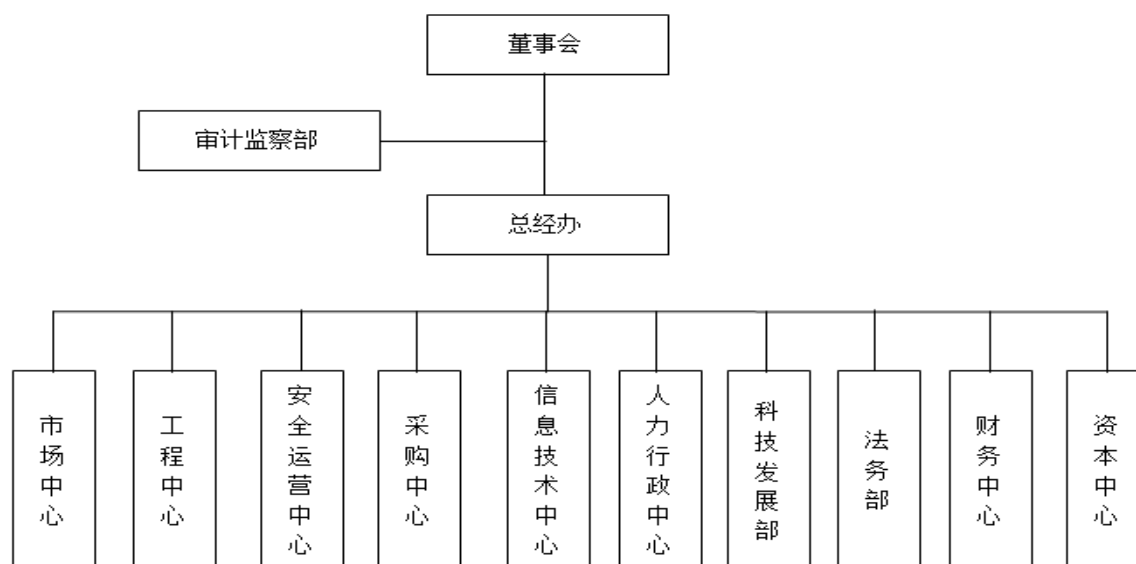 董事会
审计监察部
总经办
市场中心
工程中心
安全运营中心
采购中心
信息技术中心
人力行政中心
科技发展部
法务部
财务中心
资本中心